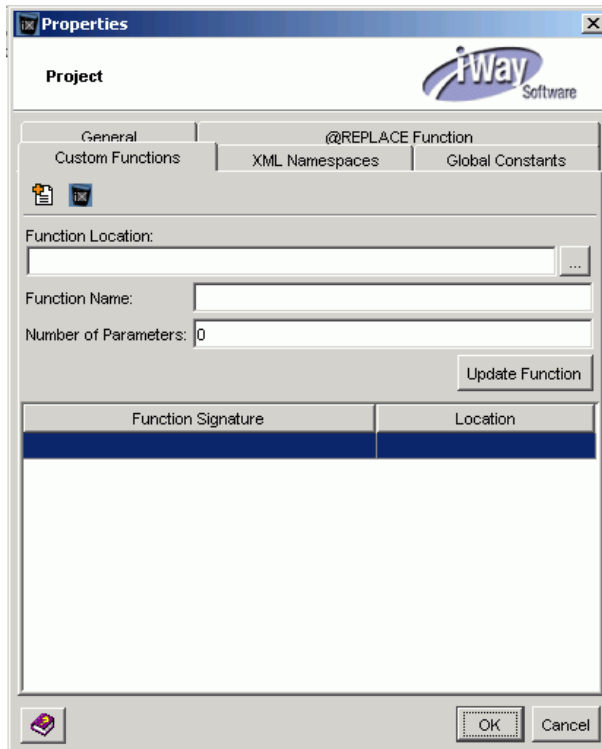 Properties
Project
iWay
Software
General
@REPLACE Function
Custom Functions
XML Namespaces
Global Constants
Function Location:
...
Function Name:
Number of Parameters: 0
Update Function
Function Signature
Location
OK
Cancel